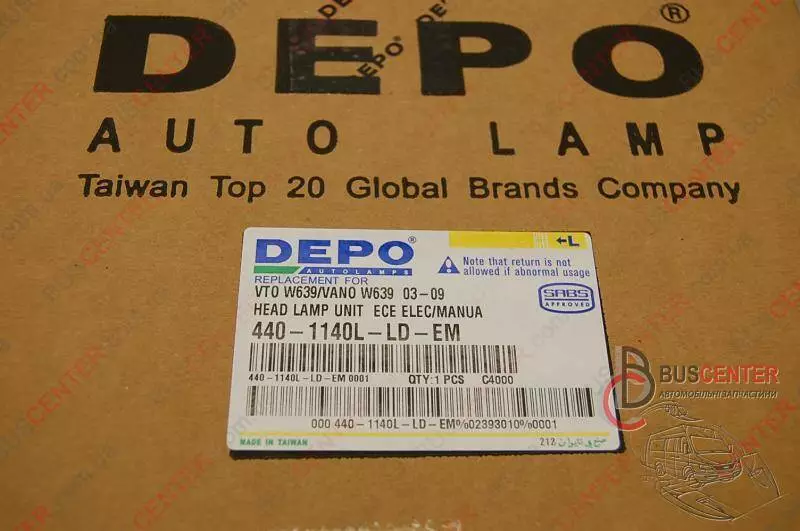 DEPO®
AUTO LAMP
Taiwan Top 20 Global Brands Company
DEPO®
AUTOLAMPS
←L
Note that return is not
allowed if abnormal usage
REPLACEMENT FOR
VTO W639/VANO W639 03-09
HEAD LAMP UNIT ECE ELEC/MANUA
440-1140L-LD-EM
SABS
APPROVED
440-1140L-LD-EM 0001 QTY:1 PCS C4000
000 440-1140L-LD-EM%02393010%0001
MADE IN TAIWAN
212
BUSCENTER
АВТОМОБІЛЬНІ ЗАПЧАСТИНИ